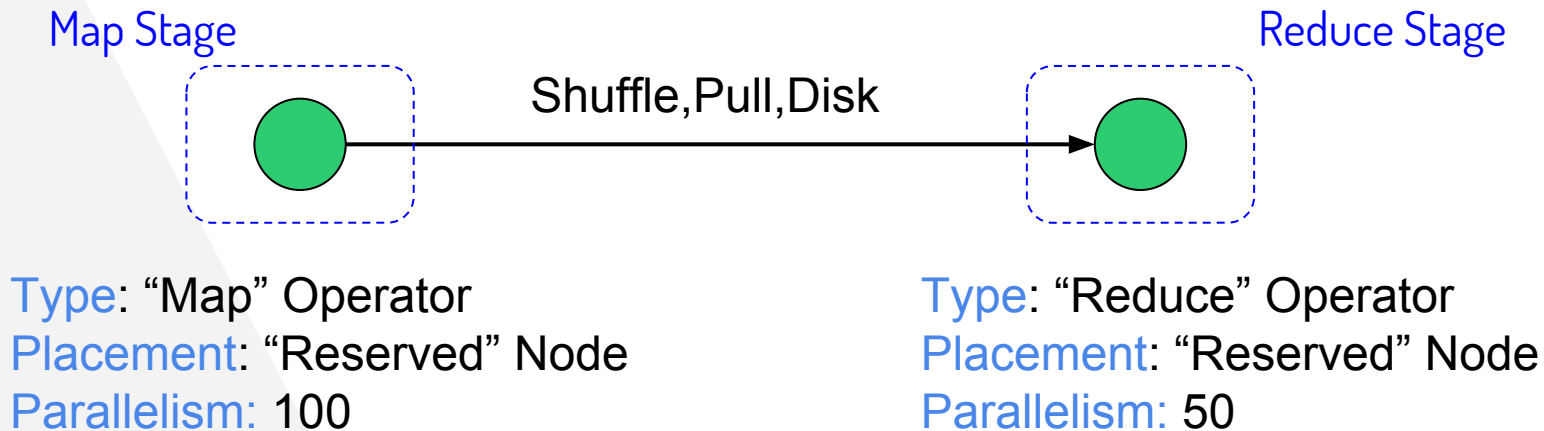 Map Stage
Reduce Stage
Shuffle,Pull,Disk
Type: “Map” Operator
Placement: “Reserved” Node
Parallelism: 100
Type: “Reduce” Operator
Placement: “Reserved” Node
Parallelism: 50